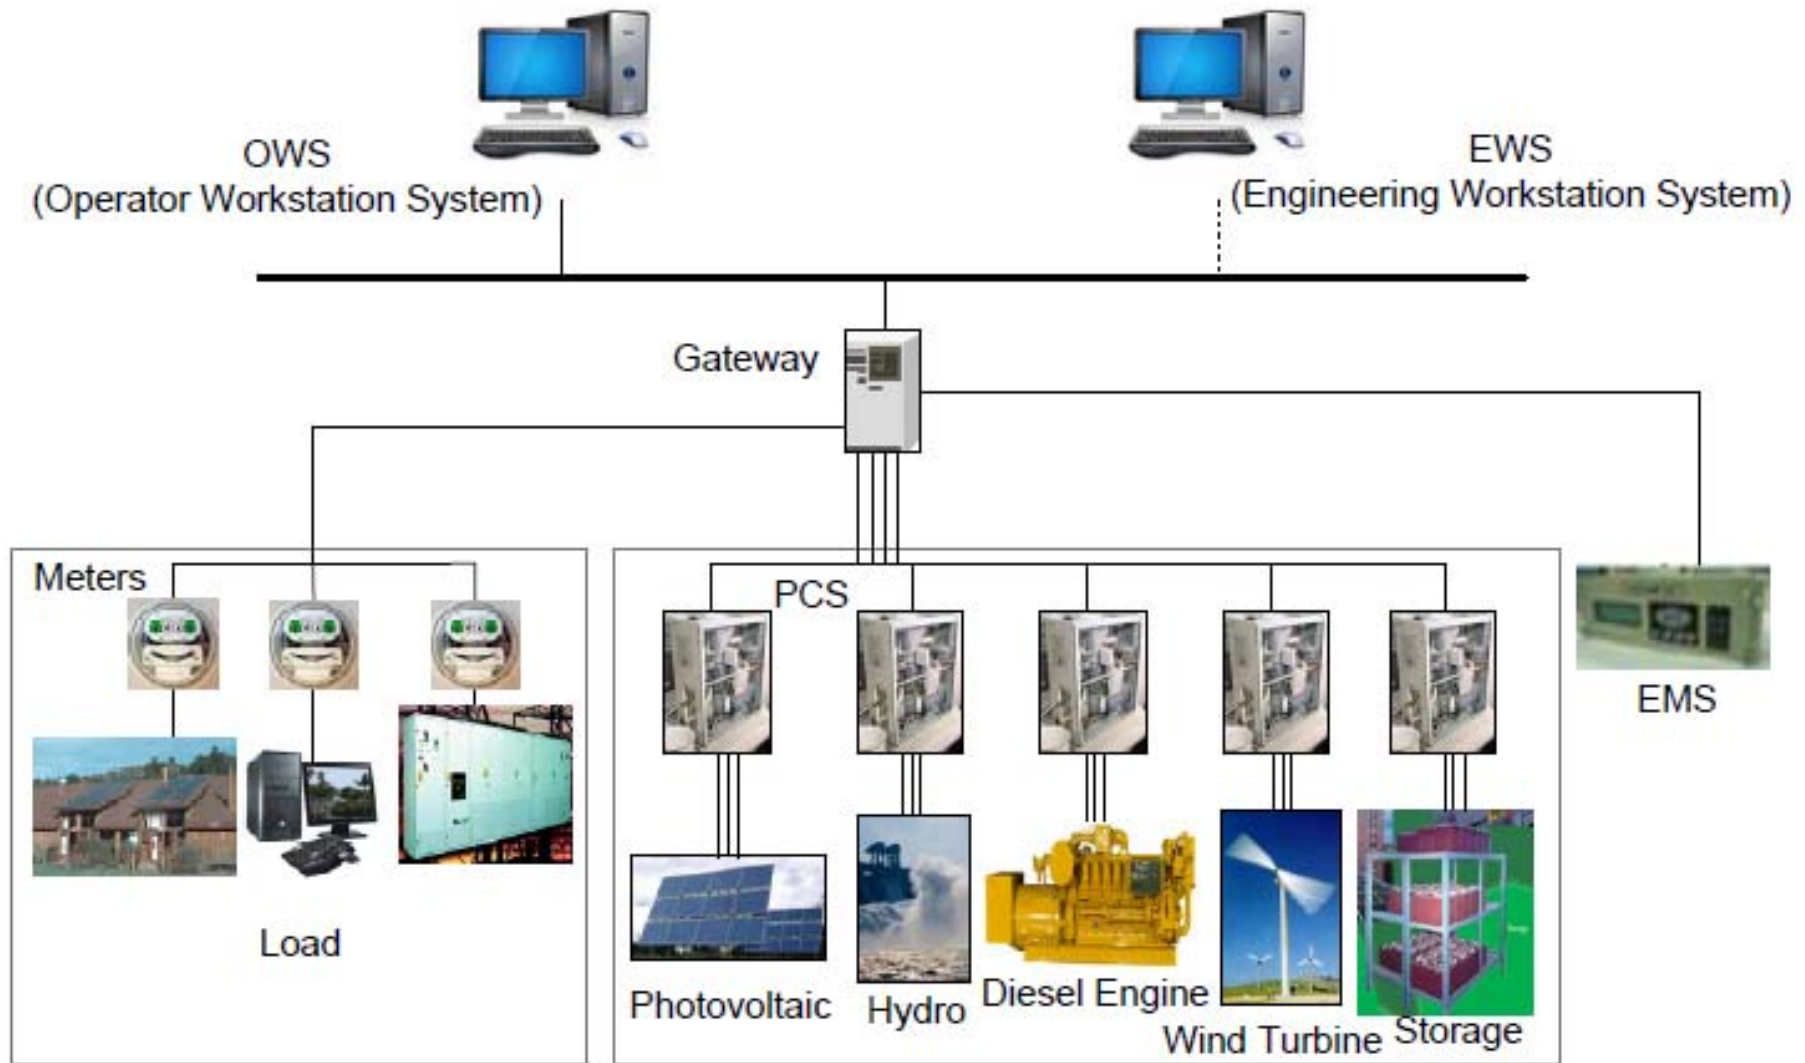 OWS
(Operator Workstation System)
EWS
(Engineering Workstation System)
Gateway
Meters
PCS
EMS
Load
Photovoltaic
Hydro
Diesel Engine
Wind Turbine
Storage